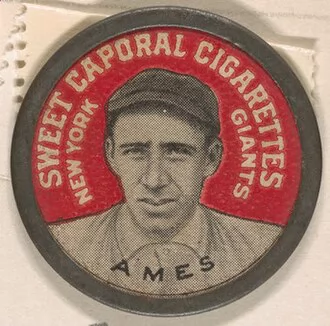 SWEET CAPORAL CIGARETTES
NEW YORK
GIANTS
AMES